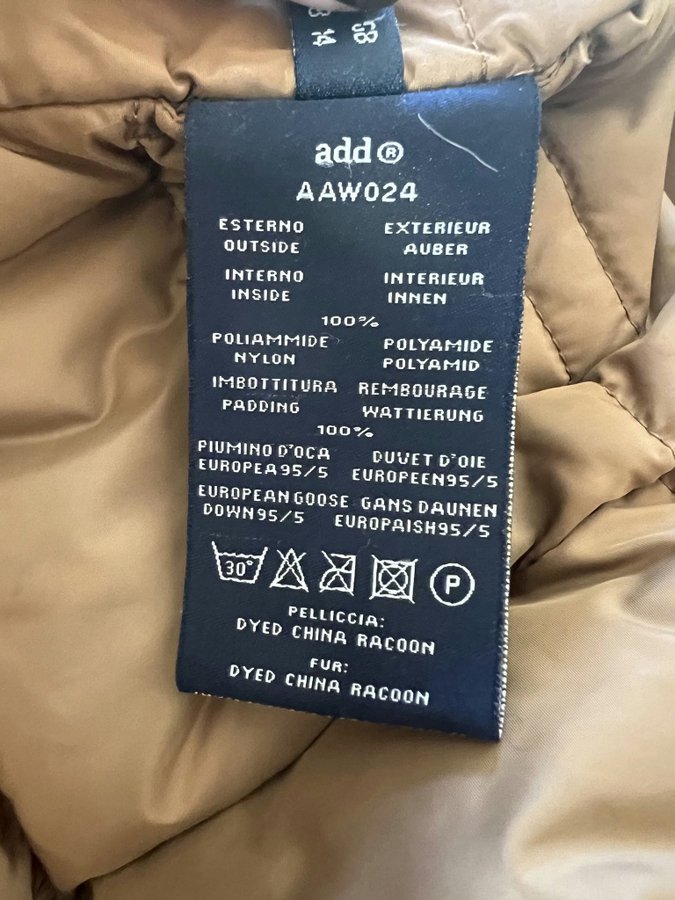 add ®
AAW024
ESTERNO EXTERIEUR
OUTSIDE AUBER
INTERNO INTERIEUR
INSIDE INNEN
100%
POLIAMMIDE POLYAMIDE
NYLON POLYAMID
IMBOTTITURA REMBOURAGE
PADDING WATTIERUNG
100%
PIUMINO D'OCA DUVET D'OIE
EUROPEA95/5 EUROPEEN95/5
EUROPEAN GOOSE GANS DAUNEN
DOWN95/5 EUROPAISH95/5
30° P
PELLICCIA:
DYED CHINA RACOON
FUR:
DYED CHINA RACOON